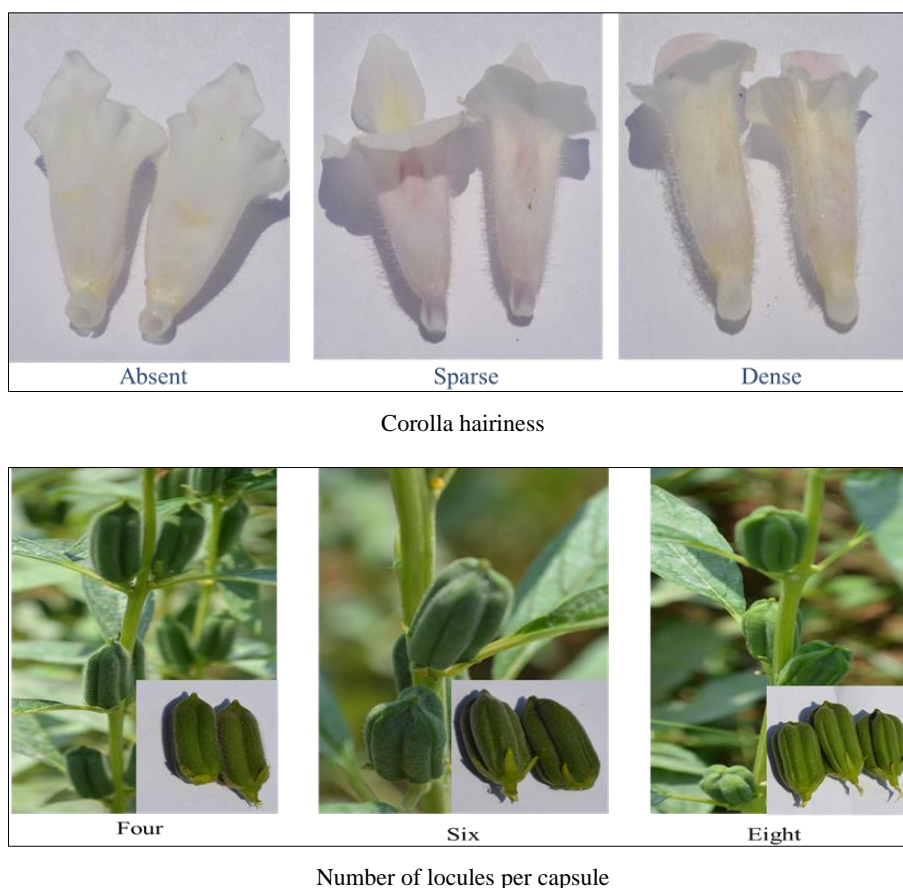 Absent Sparse Dense
Corolla hairiness
Four Six Eight
Number of locules per capsule